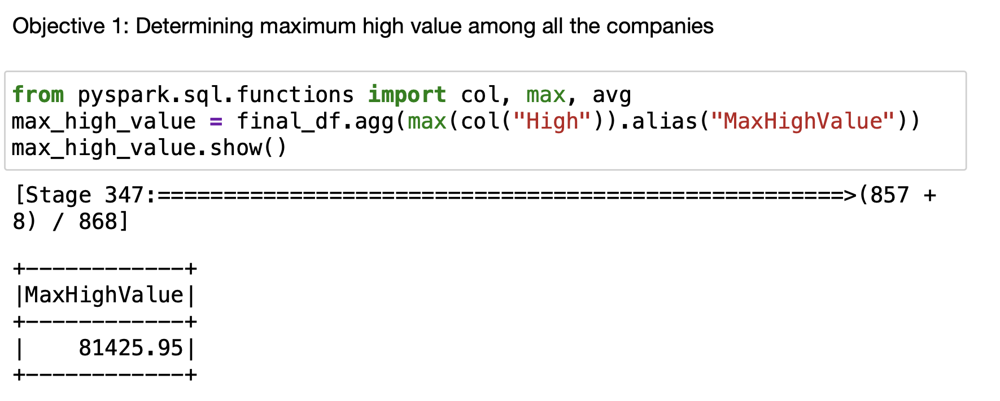 Objective 1: Determining maximum high value among all the companies
from pyspark.sql.functions import col, max, avg
max_high_value = final_df.agg(max(col("High")).alias("MaxHighValue"))
max_high_value.show()
[Stage 347:====================================================>(857 +
8) / 868]
+------------+
|MaxHighValue|
+------------+
|    81425.95|
+------------+